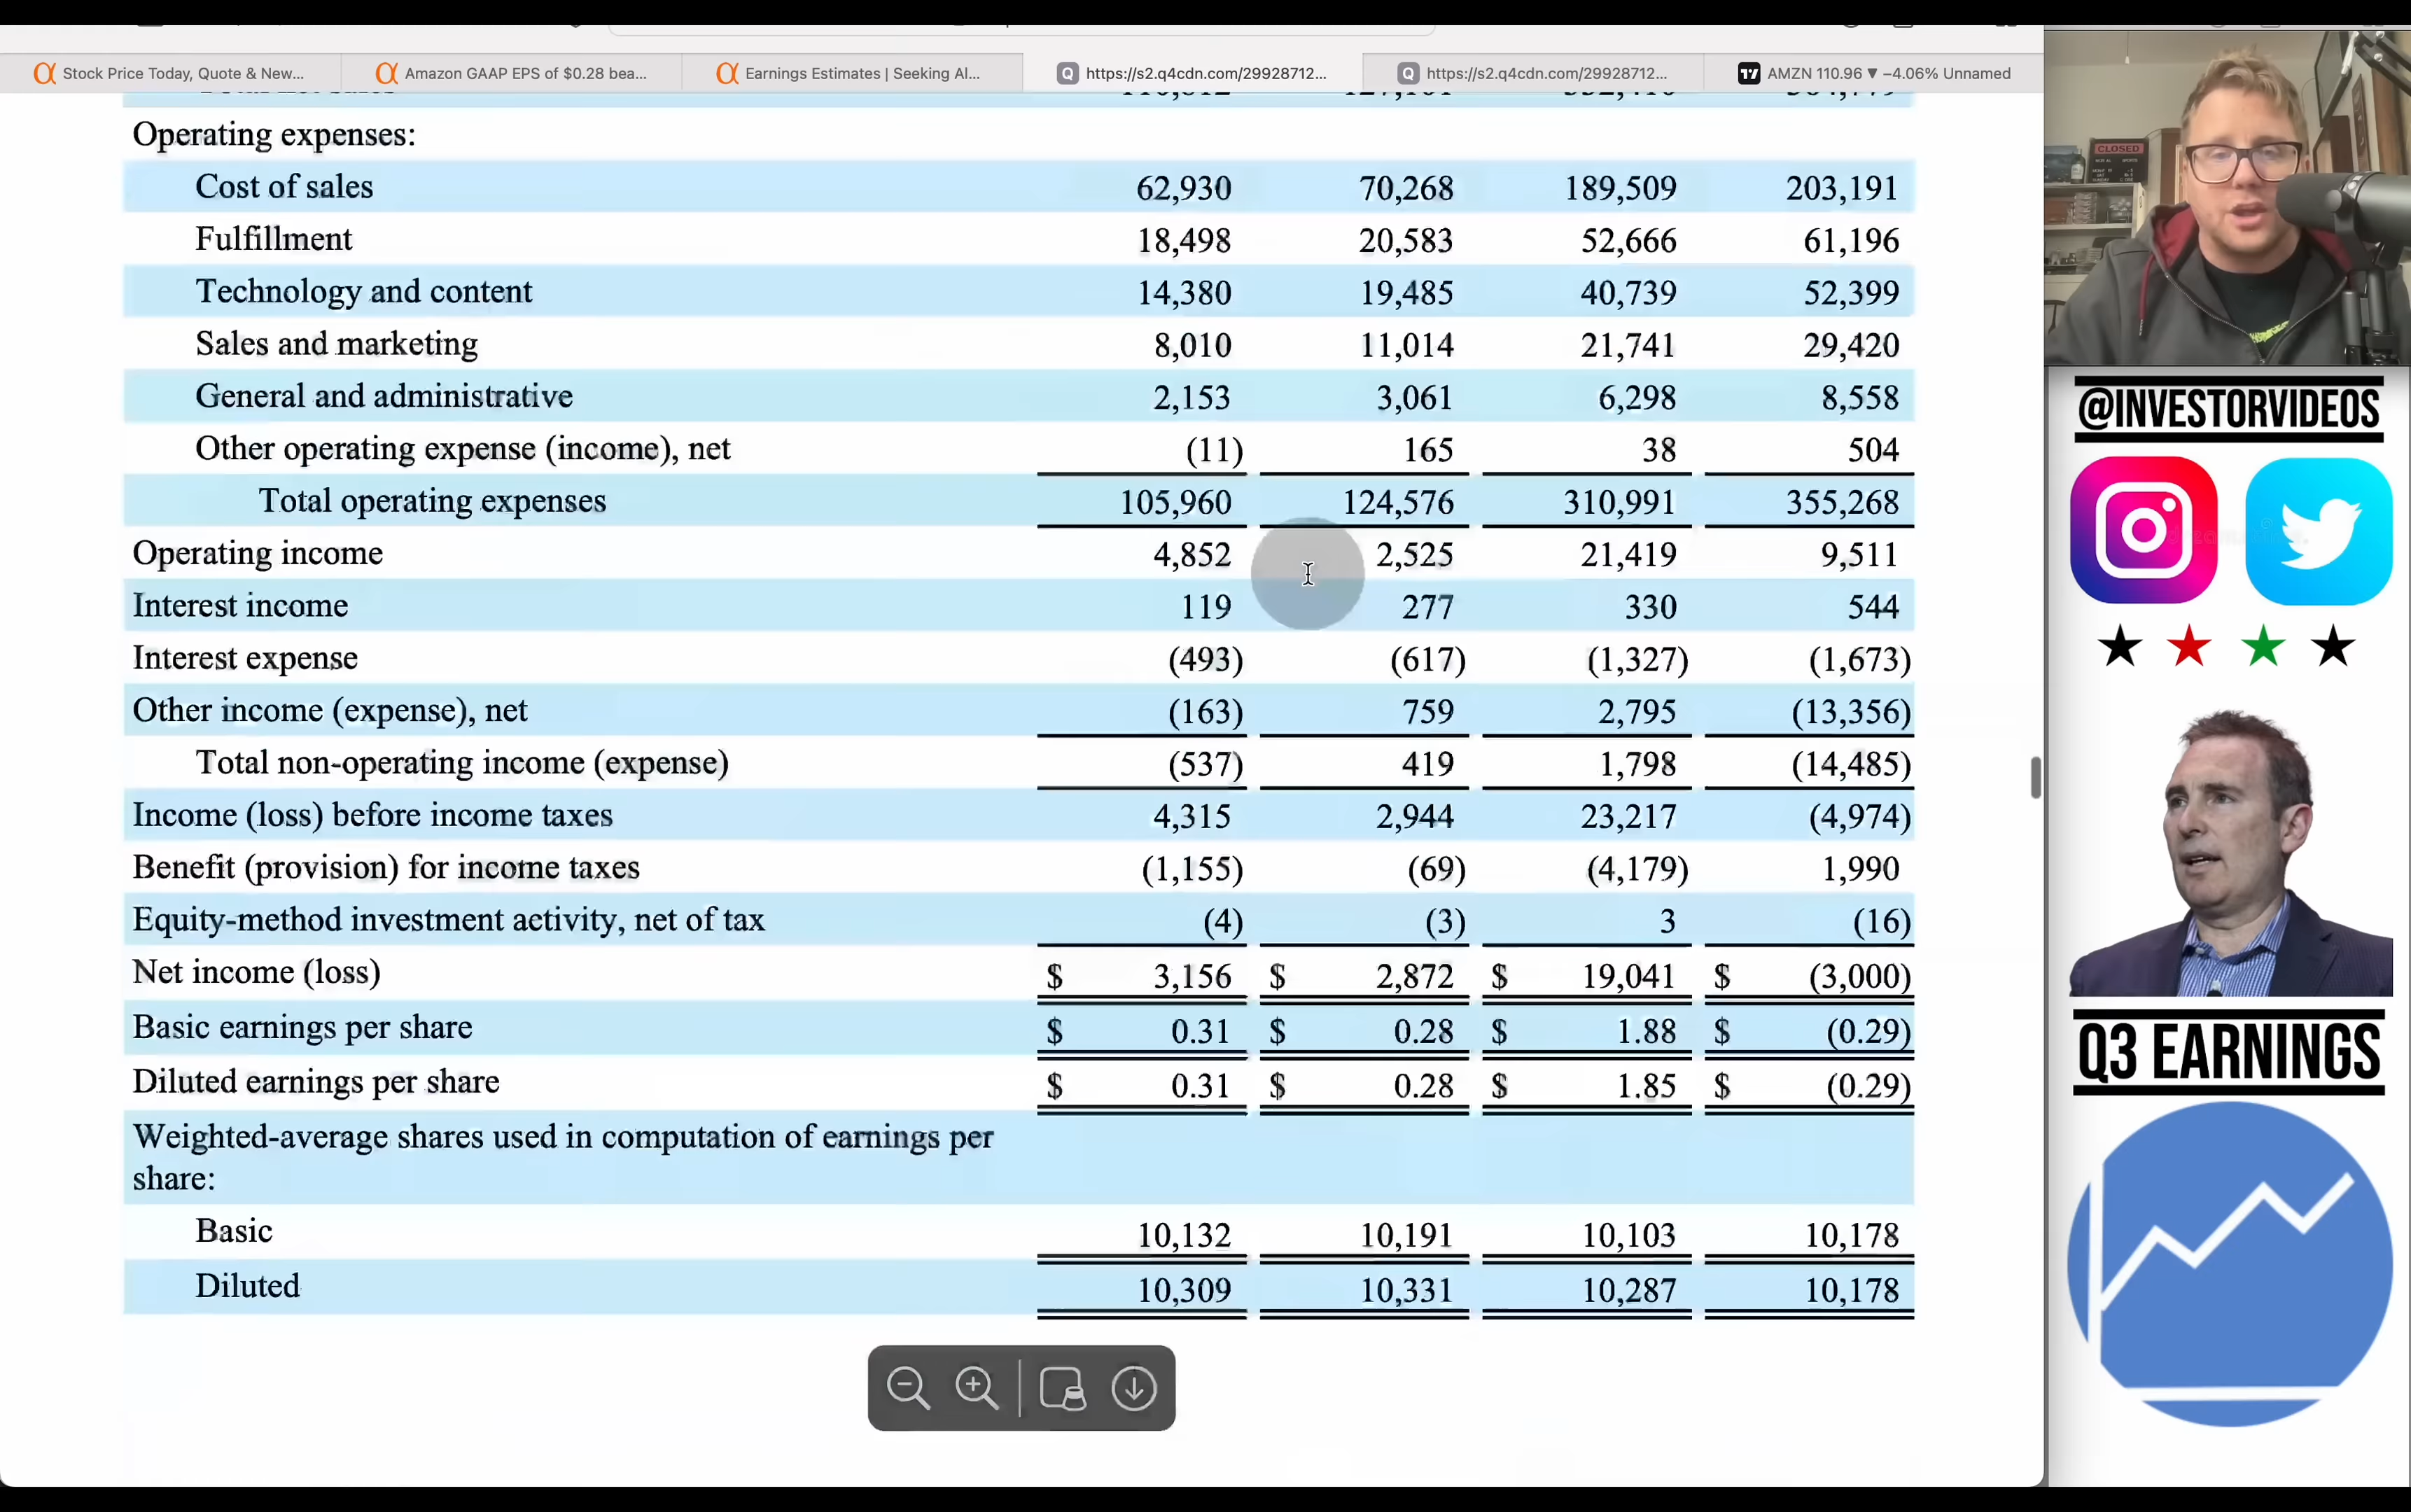 Stock Price Today, Quote & New...
Amazon GAAP EPS of $0.28 bea...
Earnings Estimates | Seeking Al...
Q https://s2.q4cdn.com/29928712...
Q https://s2.q4cdn.com/29928712...
AMZN 110.96 ▼ −4.06% Unnamed
Operating expenses:
Cost of sales 62,930 70,268 189,509 203,191
Fulfillment 18,498 20,583 52,666 61,196
Technology and content 14,380 19,485 40,739 52,399
Sales and marketing 8,010 11,014 21,741 29,420
General and administrative 2,153 3,061 6,298 8,558
Other operating expense (income), net (11) 165 38 504
Total operating expenses 105,960 124,576 310,991 355,268
Operating income 4,852 2,525 21,419 9,511
Interest income 119 277 330 544
Interest expense (493) (617) (1,327) (1,673)
Other income (expense), net (163) 759 2,795 (13,356)
Total non-operating income (expense) (537) 419 1,798 (14,485)
Income (loss) before income taxes 4,315 2,944 23,217 (4,974)
Benefit (provision) for income taxes (1,155) (69) (4,179) 1,990
Equity-method investment activity, net of tax (4) (3) 3 (16)
Net income (loss) $ 3,156 $ 2,872 $ 19,041 $ (3,000)
Basic earnings per share $ 0.31 $ 0.28 $ 1.88 $ (0.29)
Diluted earnings per share $ 0.31 $ 0.28 $ 1.85 $ (0.29)
Weighted-average shares used in computation of earnings per
share:
Basic 10,132 10,191 10,103 10,178
Diluted 10,309 10,331 10,287 10,178
CLOSED
@INVESTORVIDEOS
Q3 EARNINGS